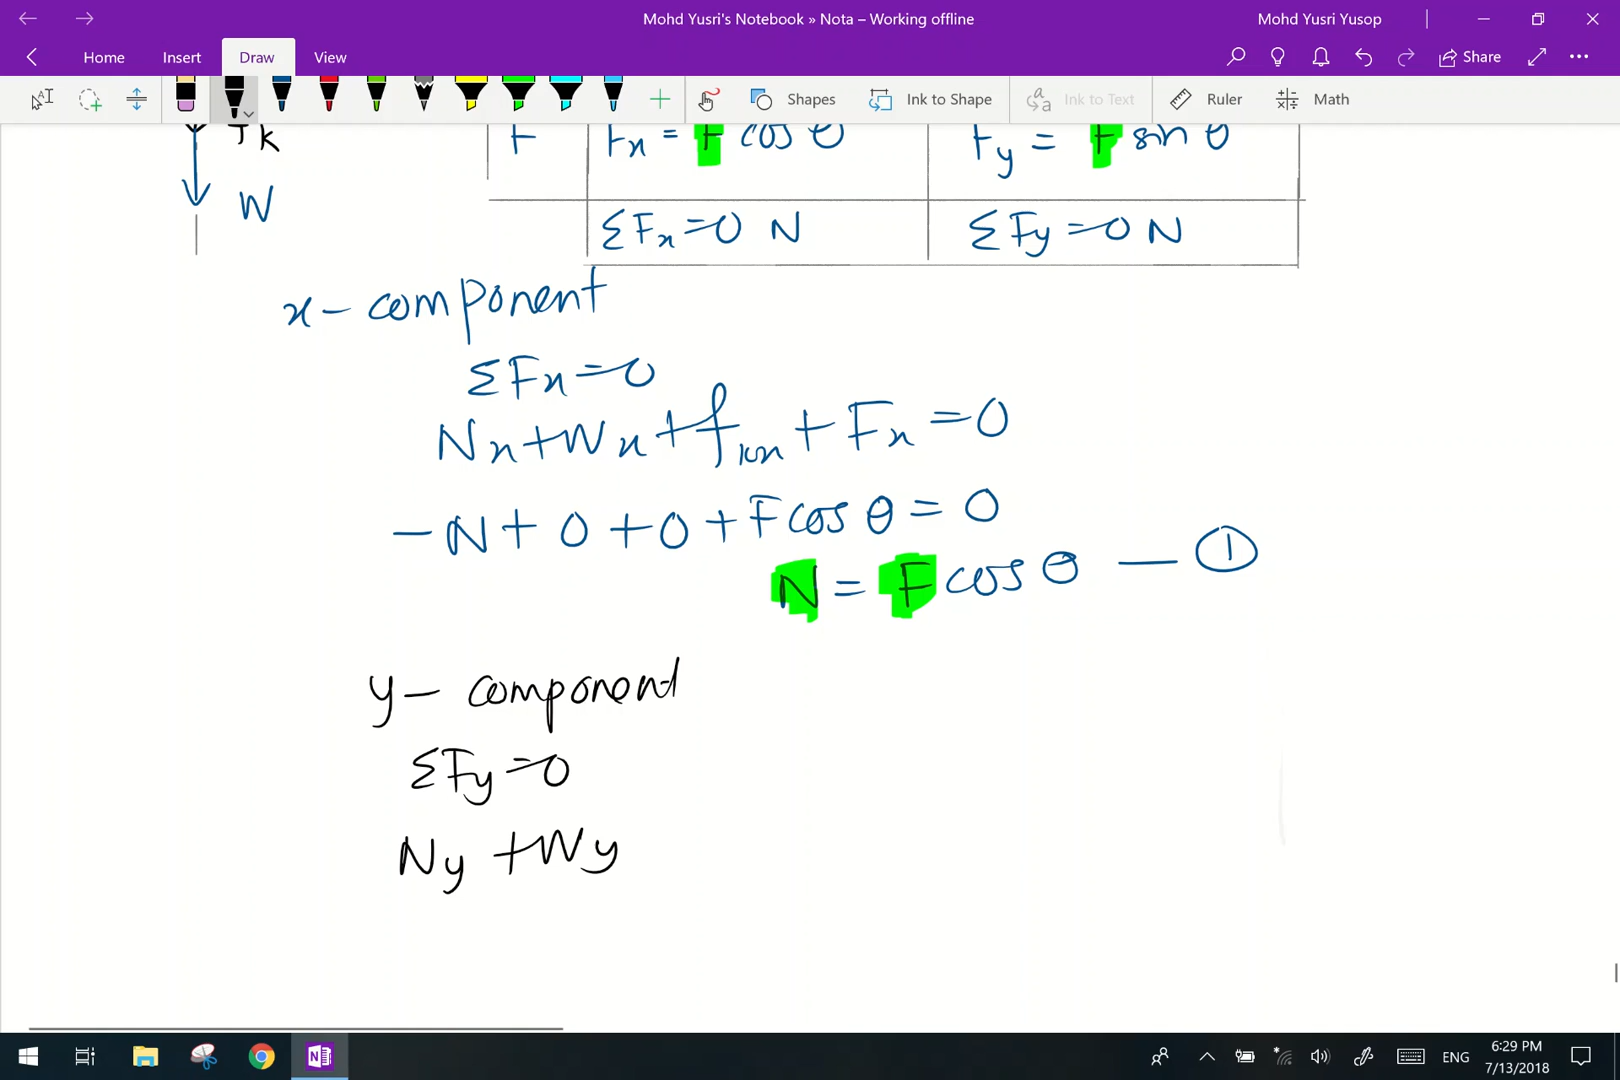 Mohd Yusri's Notebook » Nota – Working offline
Mohd Yusri Yusop
Home Insert Draw View
Share
Shapes Ink to Shape Ink to Text Ruler Math
fk
W
F Fx = F cos θ Fy = F sin θ
ΣFx = 0 N ΣFy = 0 N
x – component
ΣFx = 0
Nx + Wx + fkx + Fx = 0
– N + 0 + 0 + F cos θ = 0
N = F cos θ — ①
y – component
ΣFy = 0
Ny + Wy
6:29 PM
ENG
7/13/2018